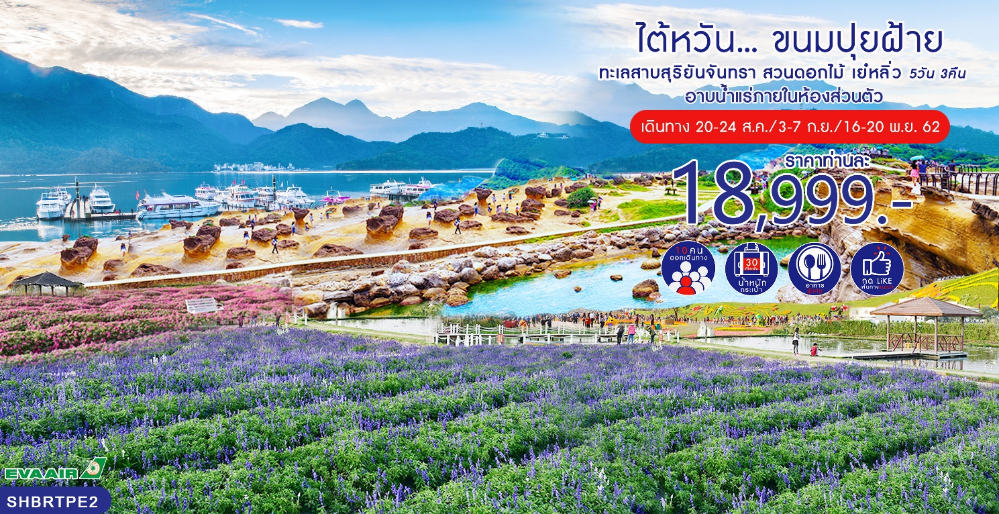 ไต้หวัน... ขนมปุยฝ้าย
ทะเลสาบสุริยันจันทรา สวนดอกไม้ เย๋หลิ่ว 5วัน 3คืน
อาบน้ำแร่ภายในห้องส่วนตัว
เดินทาง 20-24 ส.ค./3-7 ก.ย./16-20 พ.ย. 62
ราคาท่านละ
18,999.-
10 คน
ออกเดินทาง
30
กิโลกรัม
น้ำหนัก
กระเป๋า
อาหาร
กด LiKE
EVA AIR
SHBRTPE2